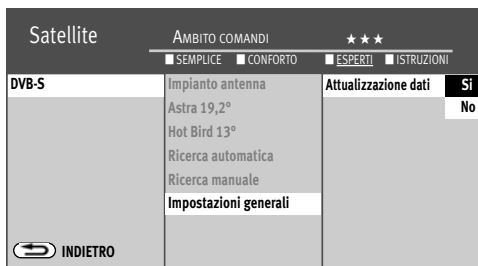 Satellite
AMBITO COMANDI ★★★
SEMPLICE CONFORTO ESPERTI ISTRUZIONI
DVB-S
Impianto antenna
Astra 19,2°
Hot Bird 13°
Ricerca automatica
Ricerca manuale
Impostazioni generali
Attualizzazione dati
Si
No
INDIETRO